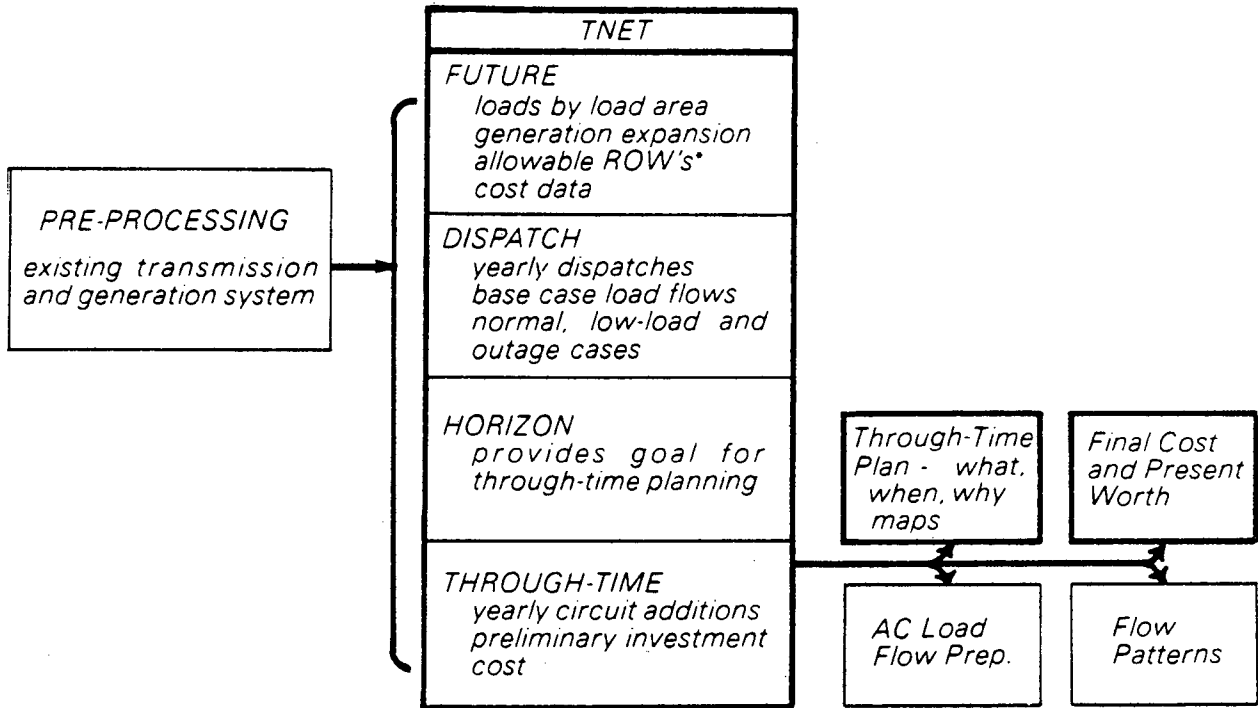 PRE-PROCESSING
existing transmission
and generation system
TNET
FUTURE
loads by load area
generation expansion
allowable ROW's*
cost data
DISPATCH
yearly dispatches
base case load flows
normal, low-load and
outage cases
HORIZON
provides goal for
through-time planning
THROUGH-TIME
yearly circuit additions
preliminary investment
cost
Through-Time
Plan - what,
when, why
maps
Final Cost
and Present
Worth
AC Load
Flow Prep.
Flow
Patterns